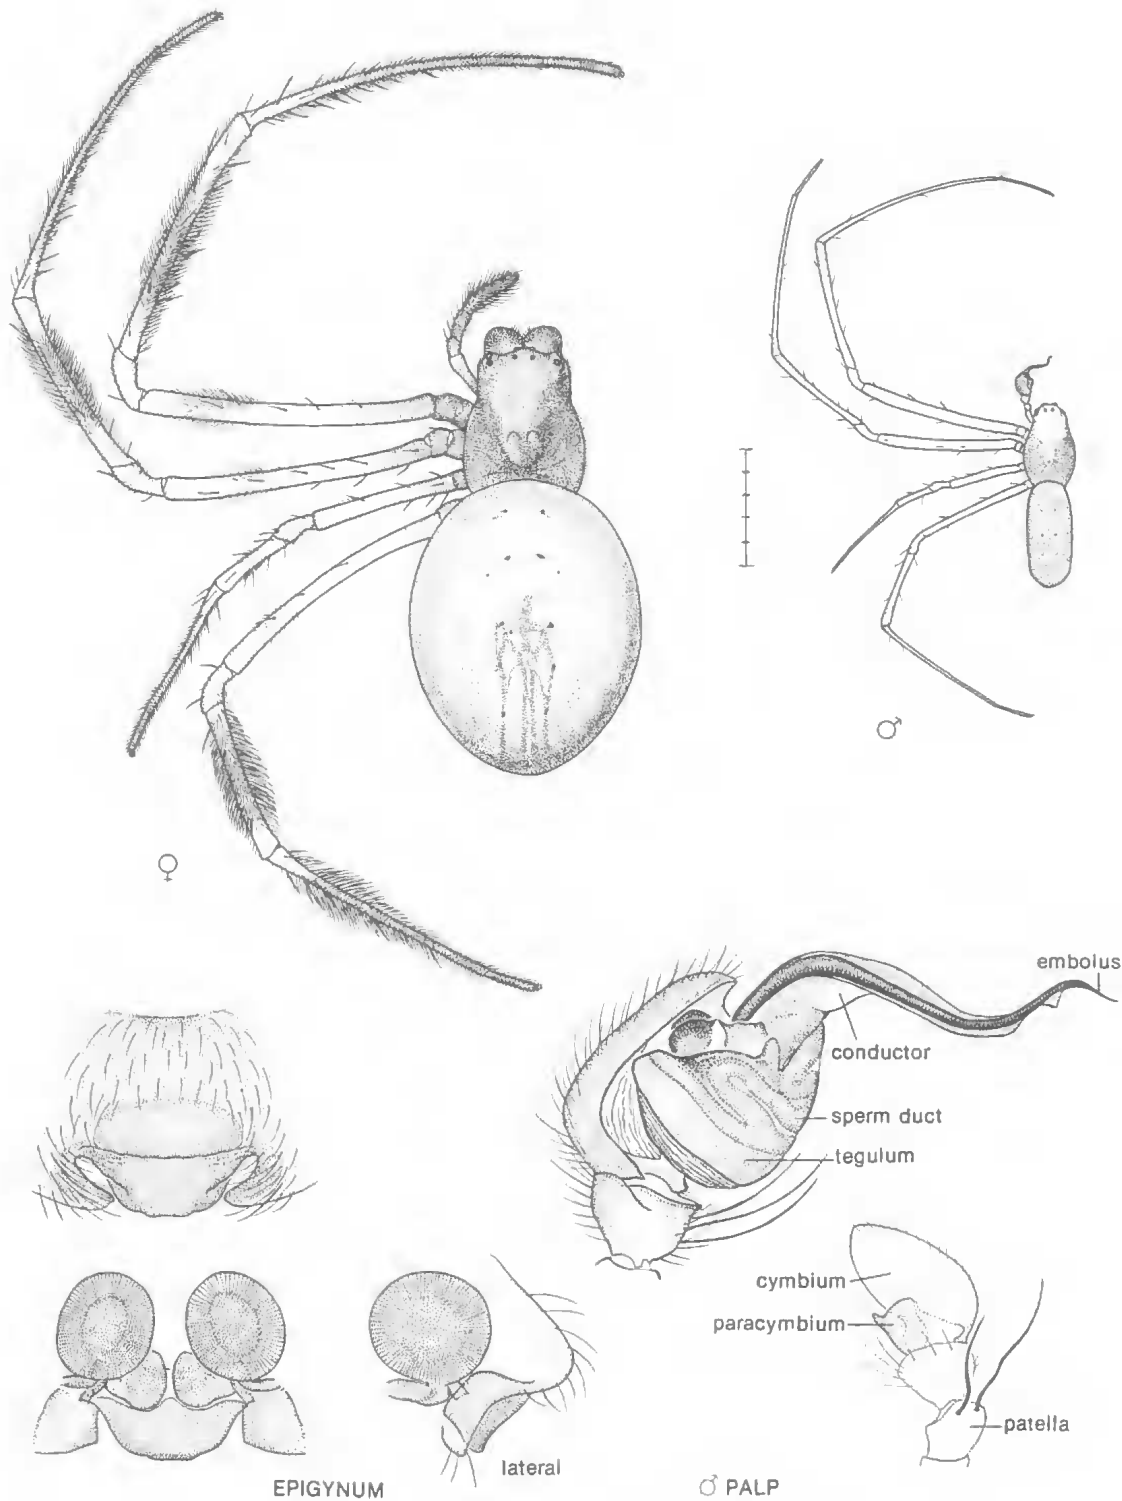 ♂
♀
embolus
conductor
sperm duct
tegulum
cymbium
paracymbium
patella
lateral
EPIGYNUM
♂ PALP